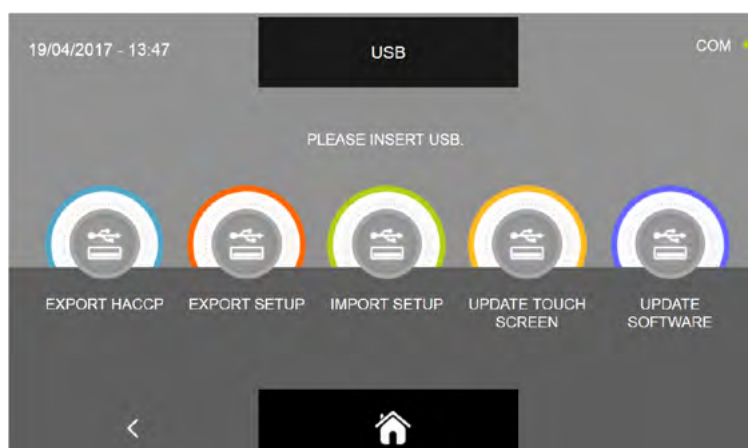 19/04/2017 - 13:47
USB
COM
PLEASE INSERT USB.
EXPORT HACCP
EXPORT SETUP
IMPORT SETUP
UPDATE TOUCH
SCREEN
UPDATE
SOFTWARE